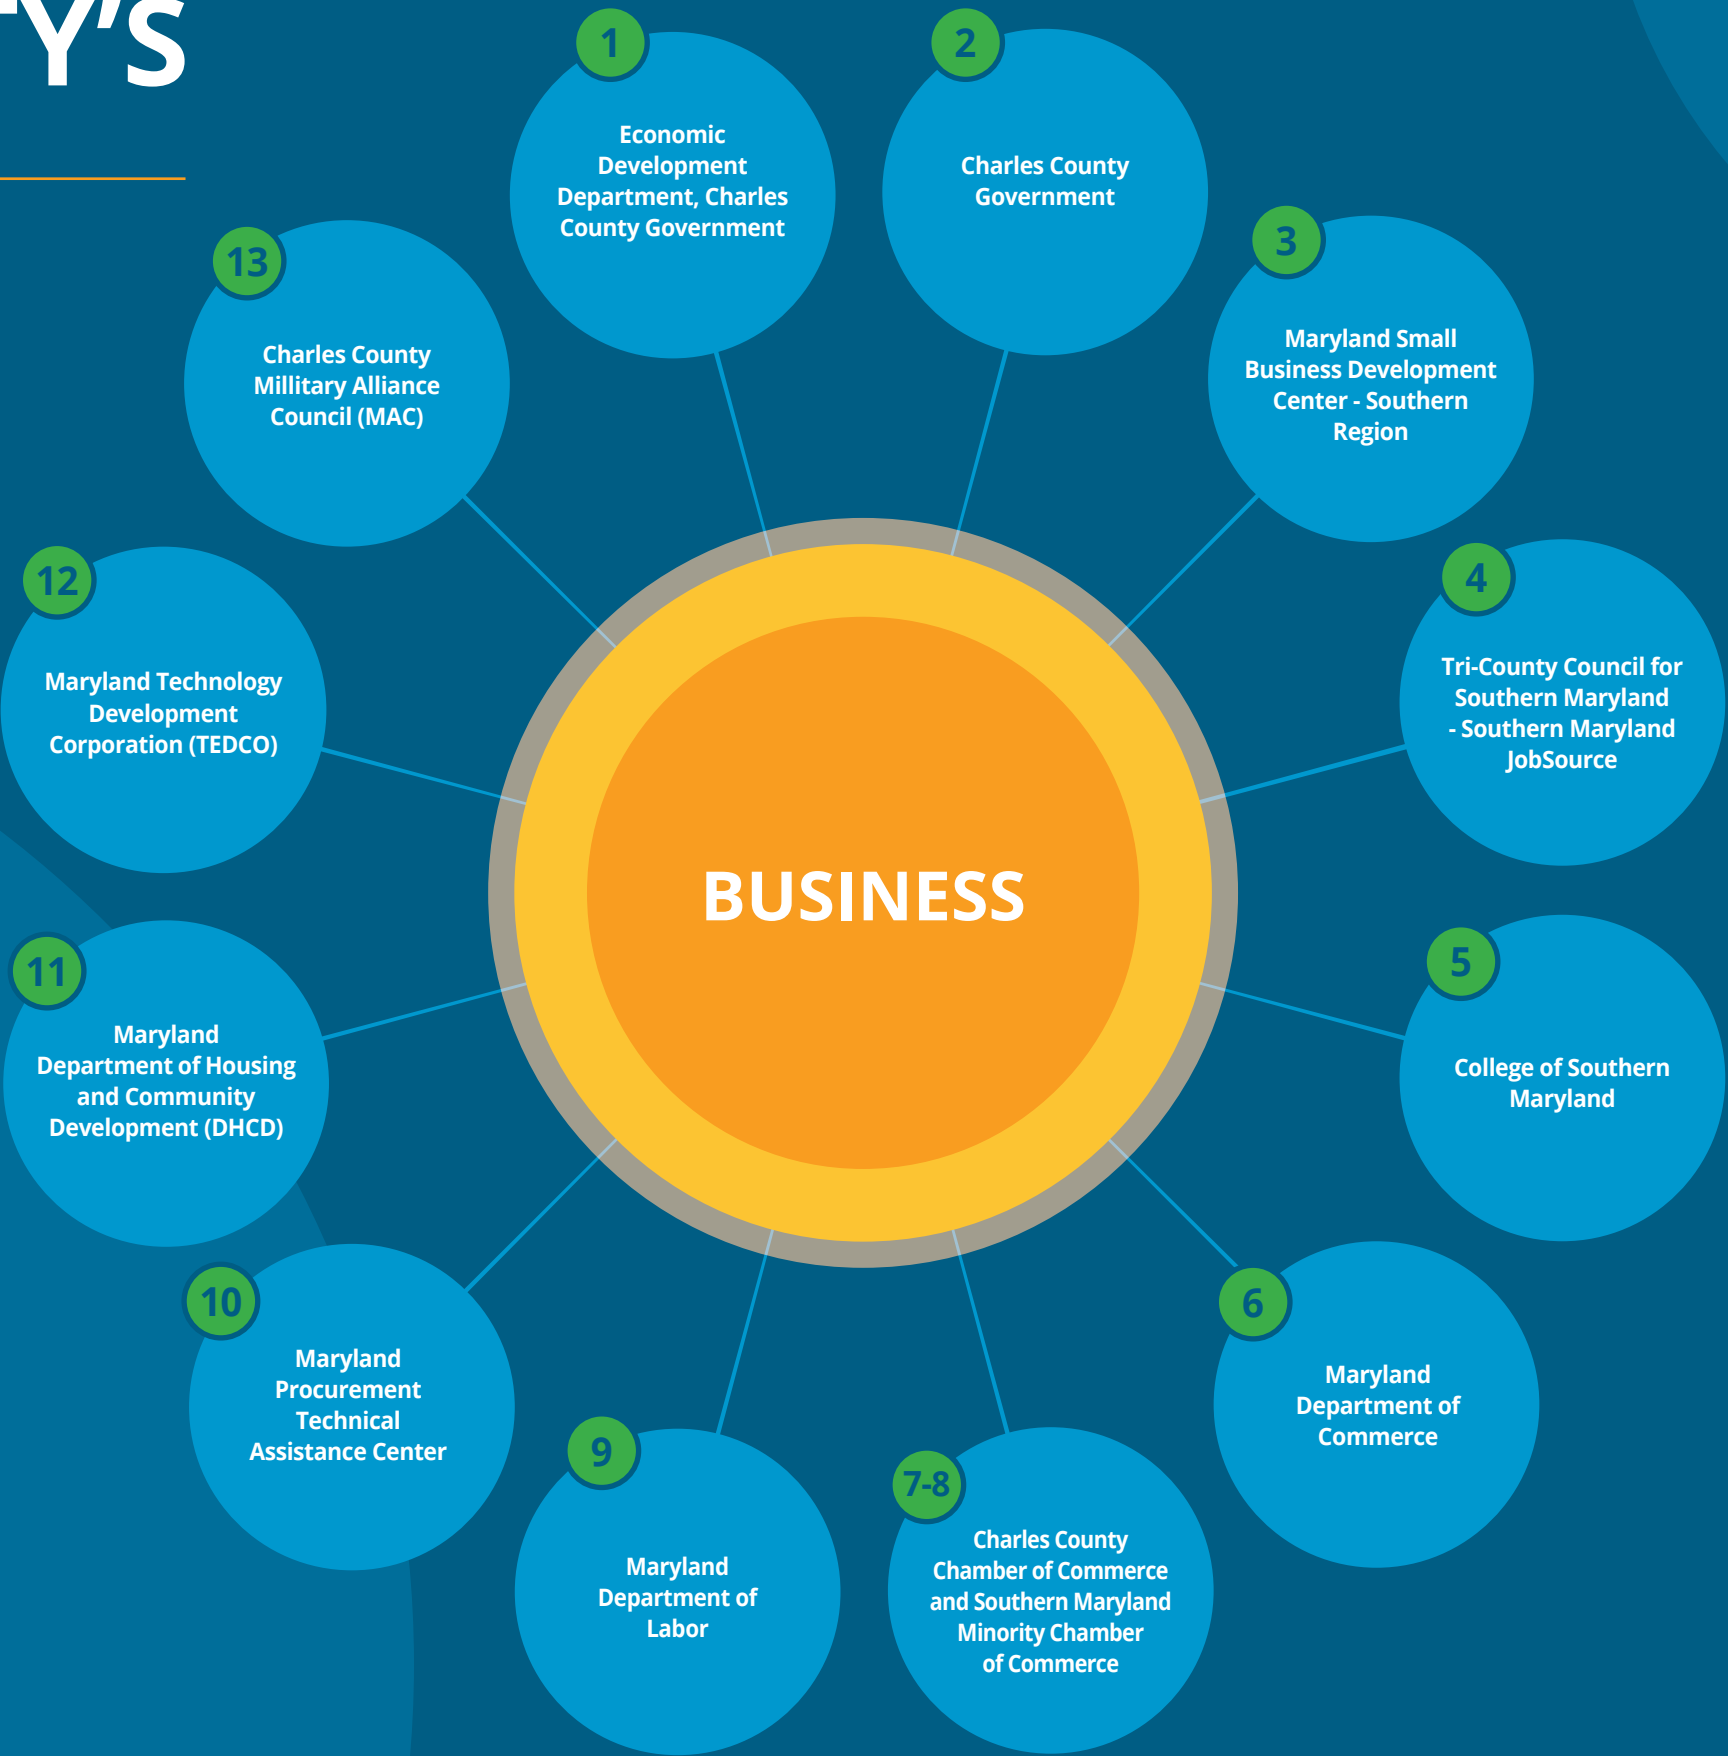 TY’S
1
Economic
Development
Department, Charles
County Government
2
Charles County
Government
3
Maryland Small
Business Development
Center - Southern
Region
4
Tri-County Council for
Southern Maryland
- Southern Maryland
JobSource
5
College of Southern
Maryland
6
Maryland
Department of
Commerce
7-8
Charles County
Chamber of Commerce
and Southern Maryland
Minority Chamber
of Commerce
9
Maryland
Department of
Labor
10
Maryland
Procurement
Technical
Assistance Center
11
Maryland
Department of Housing
and Community
Development (DHCD)
12
Maryland Technology
Development
Corporation (TEDCO)
13
Charles County
Millitary Alliance
Council (MAC)
BUSINESS